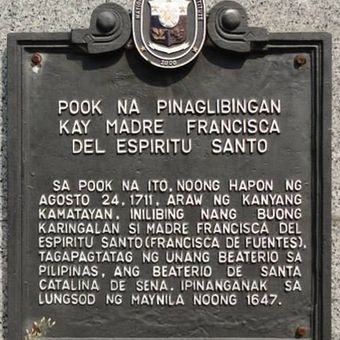 2000
POOK NA PINAGLIBINGAN
KAY MADRE FRANCISCA
DEL ESPIRITU SANTO
SA POOK NA ITO, NOONG HAPON NG
AGOSTO 24, 1711, ARAW NG KANYANG
KAMATAYAN. INILIBING NANG BUONG
KARINGALAN SI MADRE FRANCISCA DEL
ESPIRITU SANTO (FRANCISCA DE FUENTES),
TAGAPAGTATAG NG UNANG BEATERIO SA
PILIPINAS, ANG BEATERIO DE SANTA
CATALINA DE SENA. IPINANGANAK SA
LUNGSOD NG MAYNILA NOONG 1647.